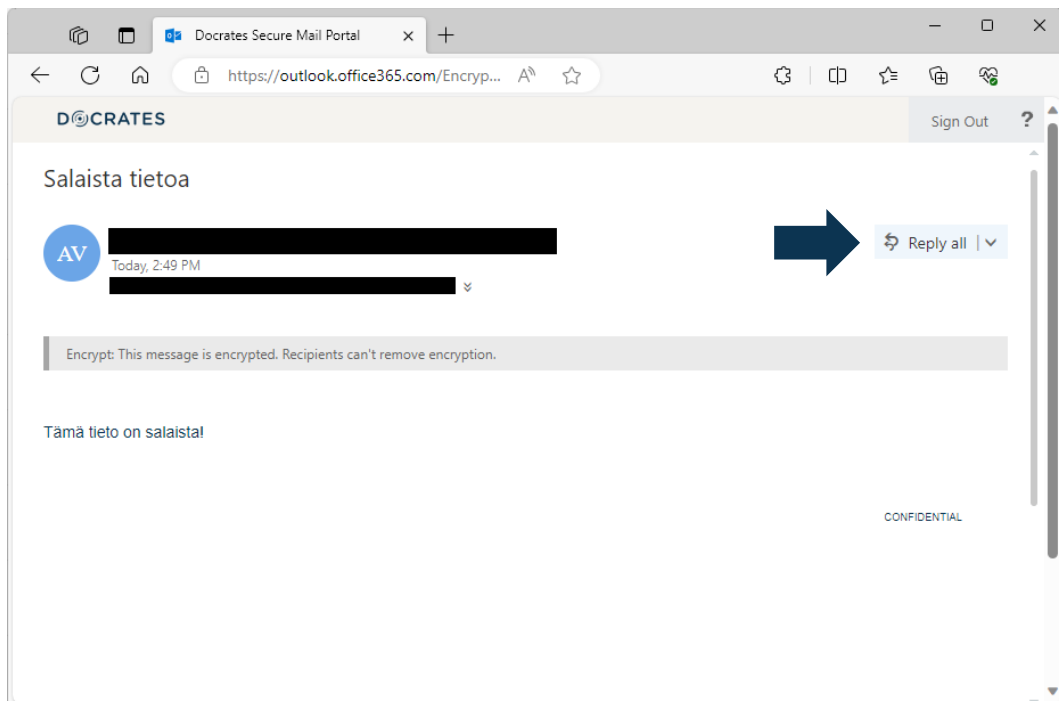 Docrates Secure Mail Portal
https://outlook.office365.com/Encryp...
DOCRATES
Sign Out ?
Salaista tietoa
AV
Reply all
Today, 2:49 PM
Encrypt: This message is encrypted. Recipients can't remove encryption.
Tämä tieto on salaista!
CONFIDENTIAL